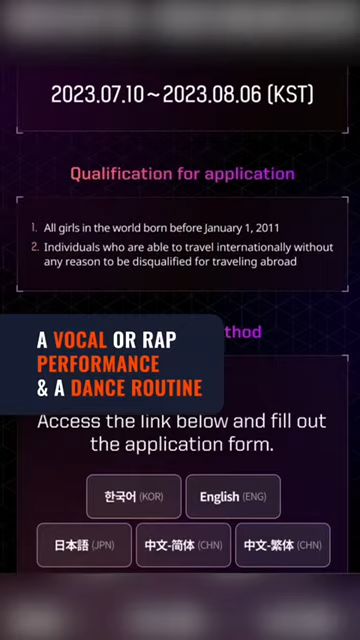 2023.07.10~2023.08.06 (KST)
Qualification for application
1. All girls in the world born before January 1, 2011
2. Individuals who are able to travel internationally without
any reason to be disqualified for traveling abroad
thod
A VOCAL OR RAP
PERFORMANCE
& A DANCE ROUTINE
Access the link below and fill out
the application form.
한국어 (KOR) English (ENG)
日本語 (JPN) 中文-简体 (CHN) 中文-繁体 (CHN)